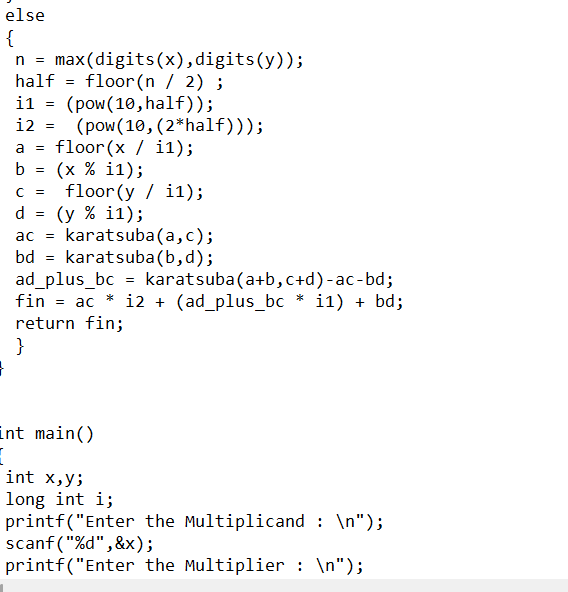 else
{
n = max(digits(x),digits(y));
half = floor(n / 2) ;
i1 = (pow(10,half));
i2 =  (pow(10,(2*half)));
a = floor(x / i1);
b = (x % i1);
c =  floor(y / i1);
d = (y % i1);
ac = karatsuba(a,c);
bd = karatsuba(b,d);
ad_plus_bc = karatsuba(a+b,c+d)-ac-bd;
fin = ac * i2 + (ad_plus_bc * i1) + bd;
return fin;
}
}
int main()
{
int x,y;
long int i;
printf("Enter the Multiplicand : \n");
scanf("%d",&x);
printf("Enter the Multiplier : \n");